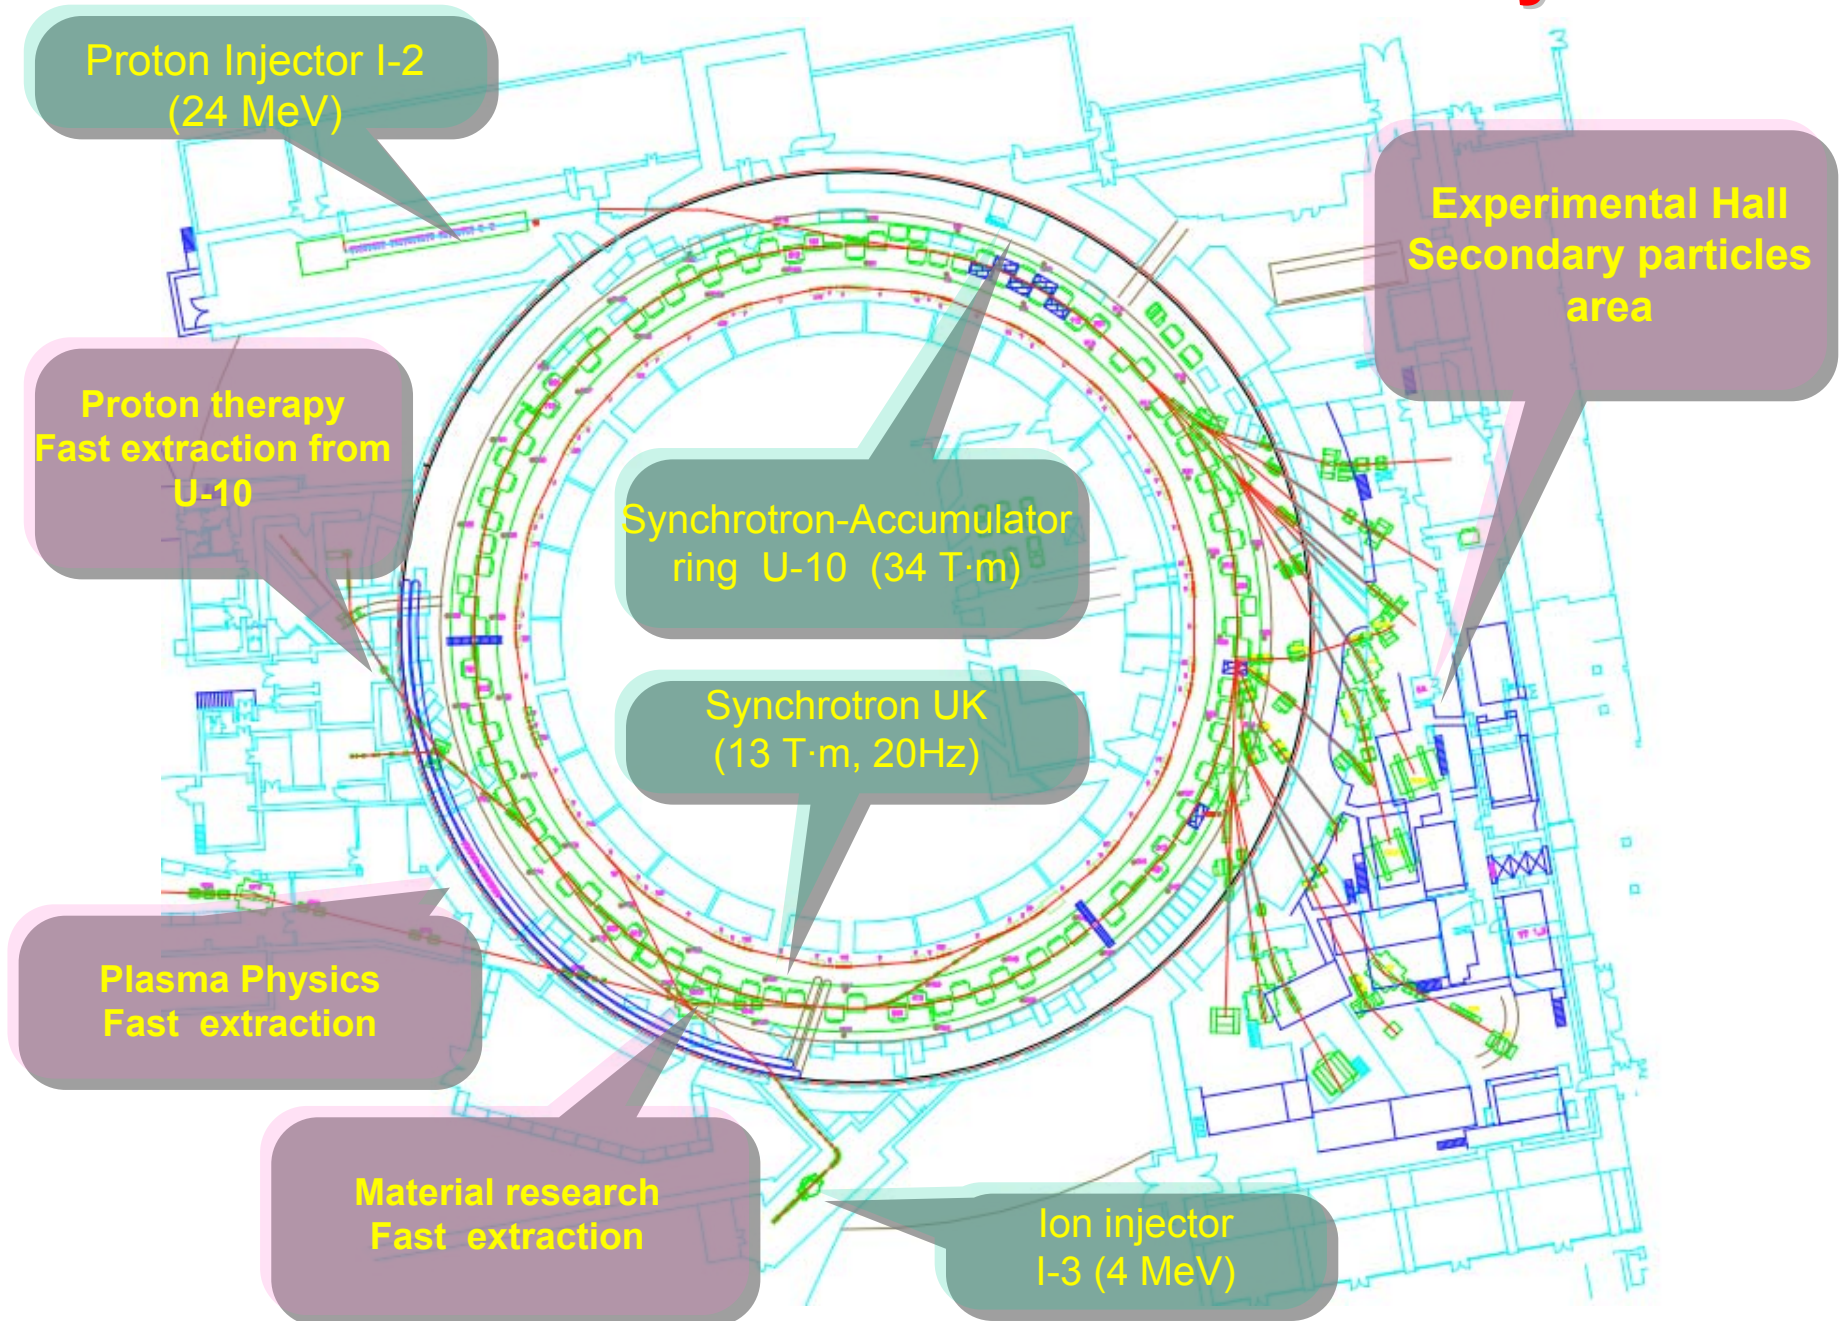 Proton Injector I-2
(24 MeV)
Experimental Hall
Secondary particles
area
Proton therapy
Fast extraction from
U-10
Synchrotron-Accumulator
ring U-10 (34 T·m)
Synchrotron UK
(13 T·m, 20Hz)
Plasma Physics
Fast extraction
Material research
Fast extraction
Ion injector
I-3 (4 MeV)